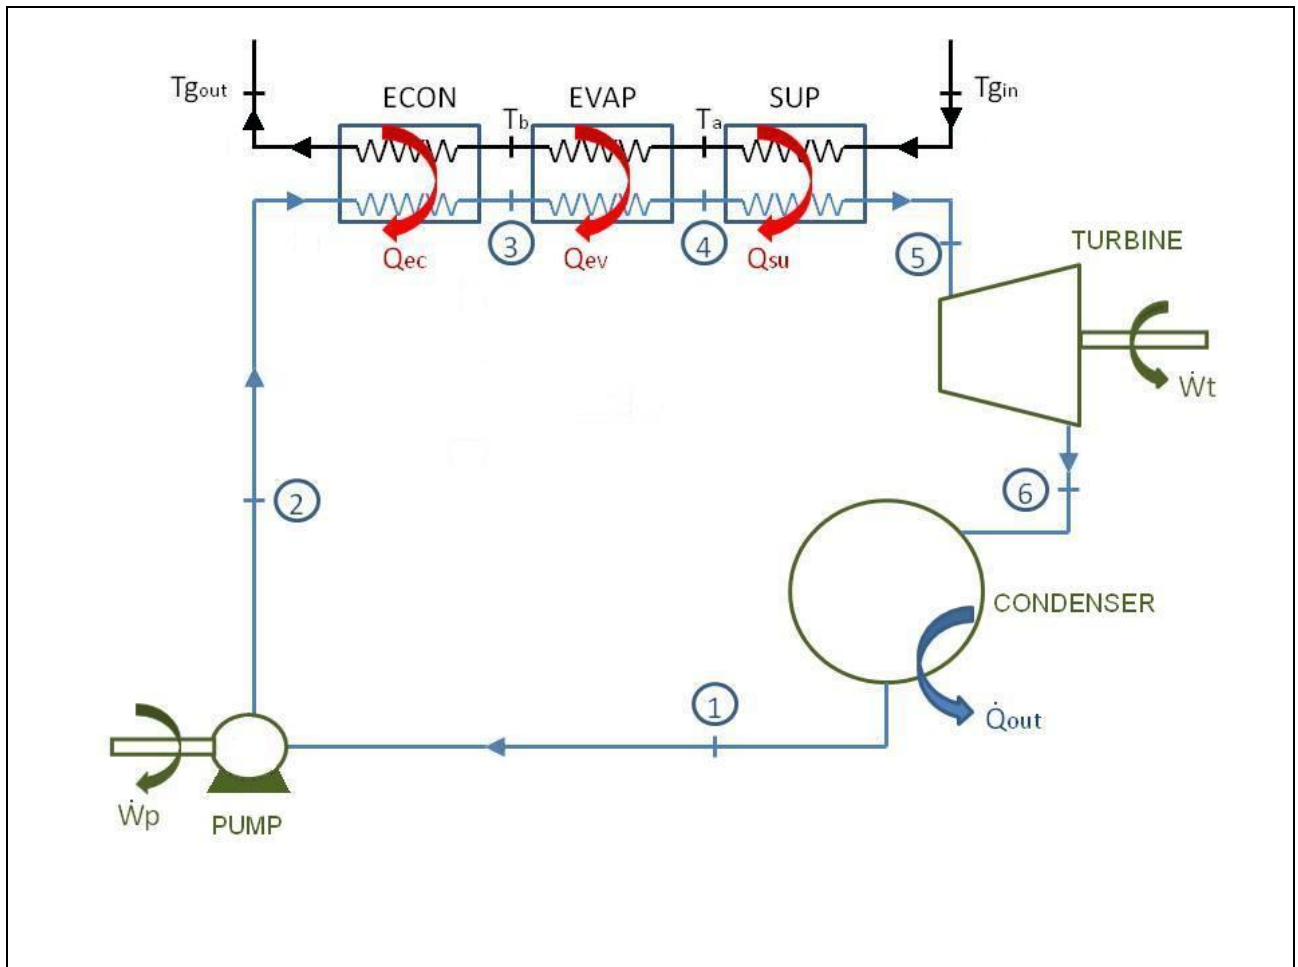 ECON EVAP SUP
Tgout Tb Ta Tgin
Qec 3 Qev 4 Qsu 5
TURBINE
Ẇt
2 6
CONDENSER
1 Q̇out
Ẇp PUMP